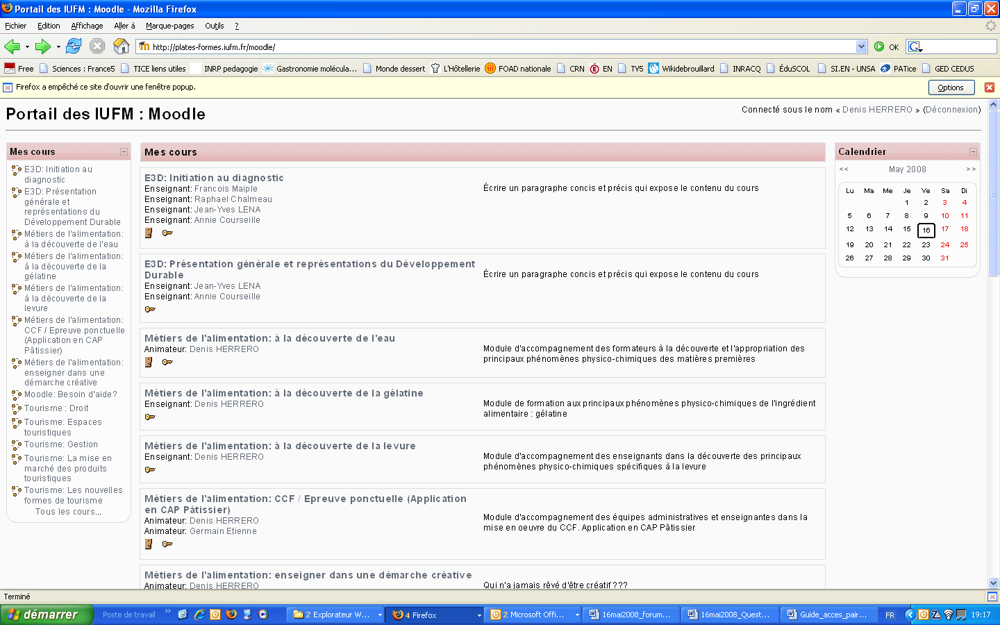 Portail des IUFM : Moodle - Mozilla Firefox
Fichier Edition Affichage Aller à Marque-pages Outils ?
http://plates-formes.iufm.fr/moodle/ OK
Free Sciences : France5 TICE liens utiles INRP pedagogie Gastronomie molécula... Monde dessert L'Hôtellerie FOAD nationale CRN EN TV5 Wikidebrouillard INRACQ ÉduSCOL SI.EN - UNSA PATice GED CEDUS
Firefox a empêché ce site d'ouvrir une fenêtre popup. Options
Portail des IUFM : Moodle
Connecté sous le nom « Denis HERRERO » (Déconnexion)
Mes cours
E3D: Initiation au
diagnostic
E3D: Présentation
générale et
représentations du
Développement Durable
Métiers de l'alimentation:
à la découverte de l'eau
Métiers de l'alimentation:
à la découverte de la
gélatine
Métiers de l'alimentation:
à la découverte de la
levure
Métiers de l'alimentation:
CCF / Epreuve ponctuelle
(Application en CAP
Pâtissier)
Métiers de l'alimentation:
enseigner dans une
démarche créative
Moodle: Besoin d'aide?
Tourisme : Droit
Tourisme: Espaces
touristiques
Tourisme: Gestion
Tourisme: La mise en
marché des produits
touristiques
Tourisme: Les nouvelles
formes de tourisme
Tous les cours...
Mes cours
E3D: Initiation au diagnostic
Enseignant: Francois Maiple
Enseignant: Raphael Chalmeau
Enseignant: Jean-Yves LENA
Enseignant: Annie Courseille
Écrire un paragraphe concis et précis qui expose le contenu du cours
E3D: Présentation générale et représentations du Développement
Durable
Enseignant: Jean-Yves LENA
Enseignant: Annie Courseille
Écrire un paragraphe concis et précis qui expose le contenu du cours
Métiers de l'alimentation: à la découverte de l'eau
Animateur: Denis HERRERO
Module d'accompagnement des formateurs à la découverte et l'appropriation des
principaux phénomènes physico-chimiques des matières premières
Métiers de l'alimentation: à la découverte de la gélatine
Enseignant: Denis HERRERO
Module de formation aux principaux phénomènes physico-chimiques de l'ingrédient
alimentaire : gélatine
Métiers de l'alimentation: à la découverte de la levure
Enseignant: Denis HERRERO
Module d'accompagnement des enseignants dans la découverte des principaux
phénomènes physico-chimiques spécifiques à la levure
Métiers de l'alimentation: CCF / Epreuve ponctuelle (Application
en CAP Pâtissier)
Animateur: Denis HERRERO
Animateur: Germain Etienne
Module d'accompagnement des équipes administratives et enseignantes dans la
mise en oeuvre du CCF. Application en CAP Pâtissier
Métiers de l'alimentation: enseigner dans une démarche créative
Animateur: Denis HERRERO
Qui n'a jamais rêvé d'être créatif ???
Calendrier
<< May 2008 >>
Lu Ma Me Je Ve Sa Di
1 2 3 4
5 6 7 8 9 10 11
12 13 14 15 16 17 18
19 20 21 22 23 24 25
26 27 28 29 30 31
Terminé
démarrer Poste de travail » 2 Explorateur W... 4 Firefox 2 Microsoft Offi... 16mai2008_forum... 16mai2008_Quest... Guide_acces_pair... FR 19:17